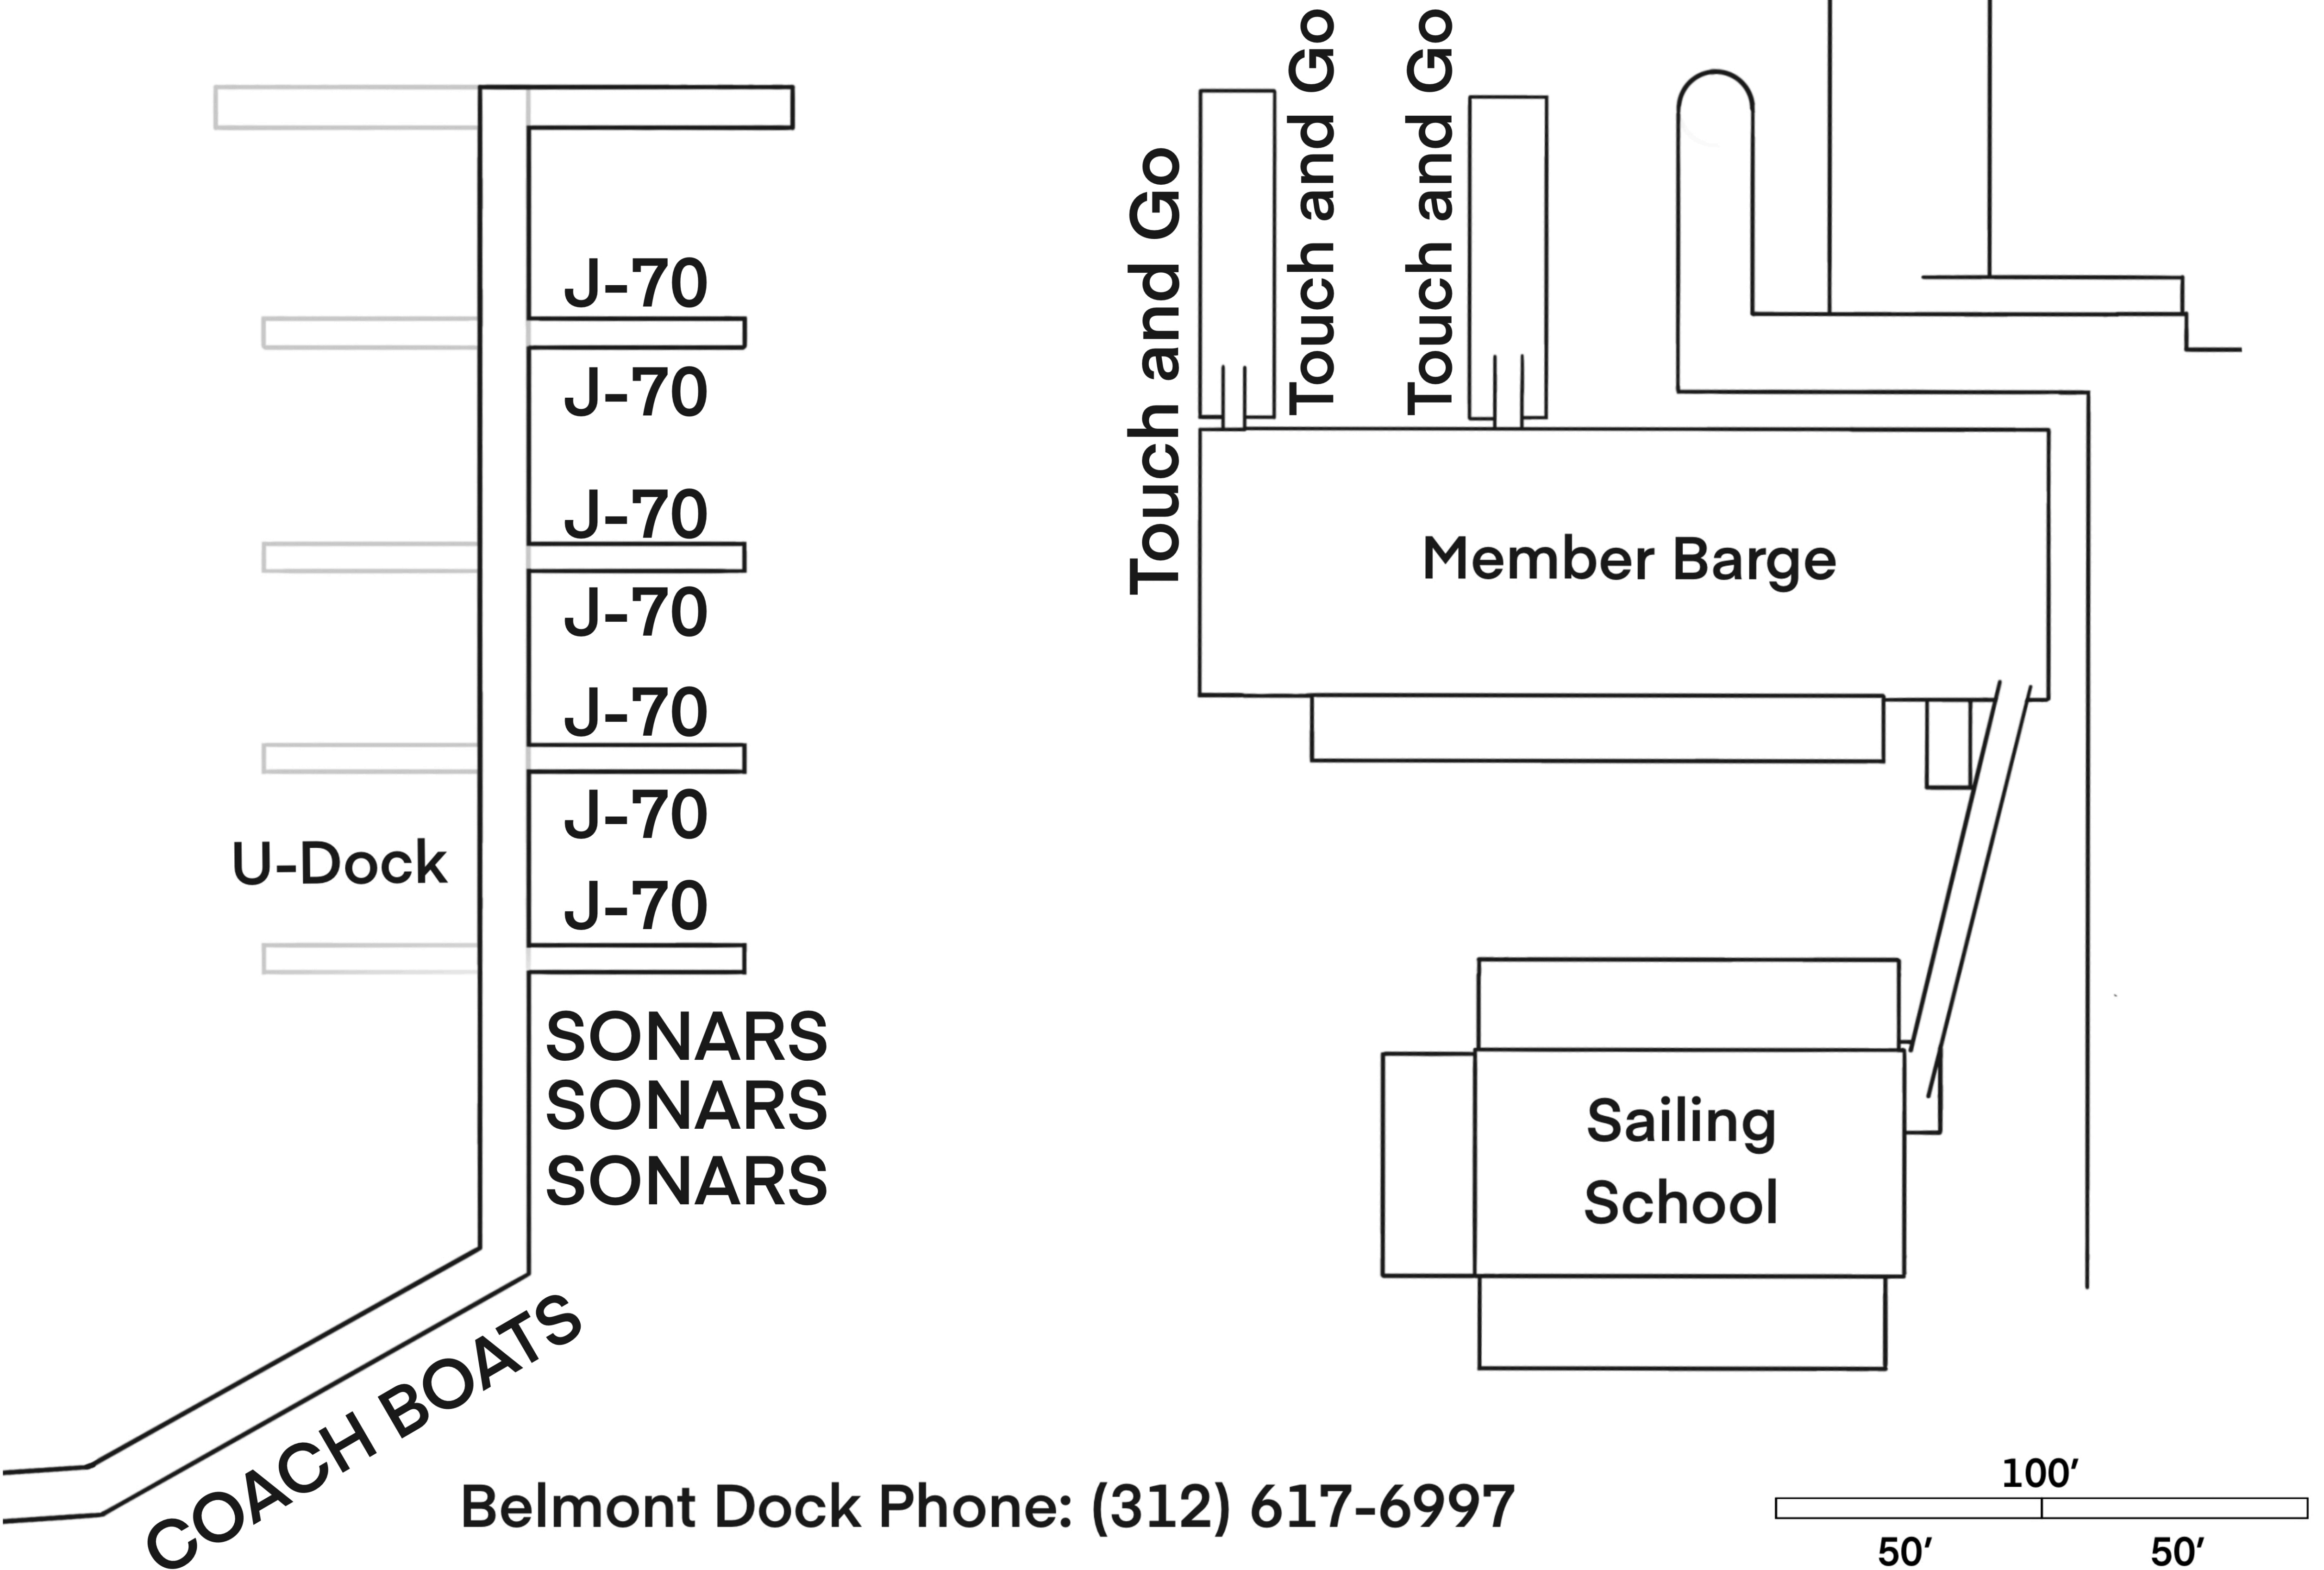 J-70
J-70
J-70
J-70
J-70
J-70
J-70
U-Dock
SONARS
SONARS
SONARS
COACH BOATS
Touch and Go
Touch and Go
Touch and Go
Member Barge
Sailing
School
Belmont Dock Phone: (312) 617-6997
100'
50'
50'